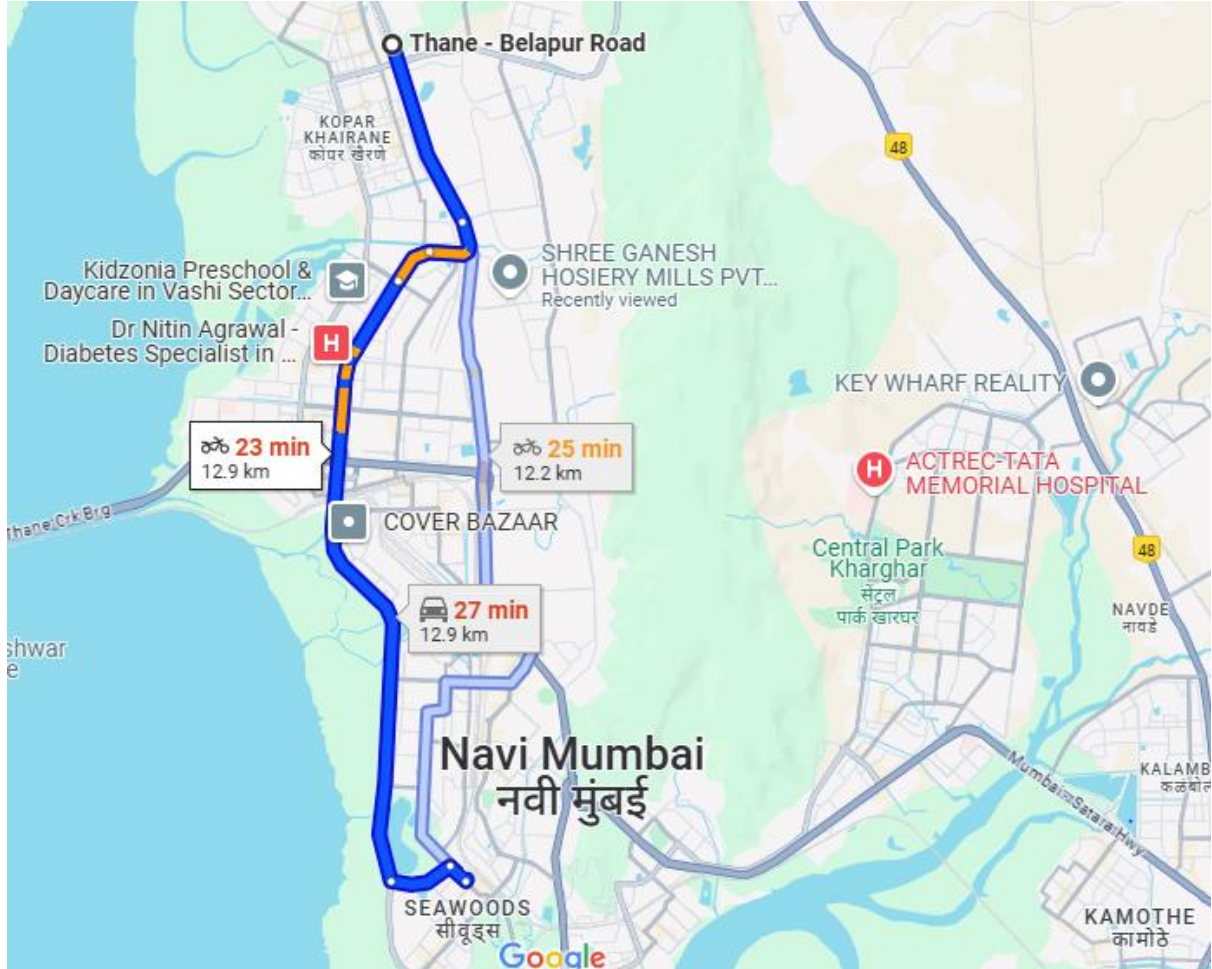 Thane - Belapur Road
KOPAR
KHAIRANE
कोपर खैरणे
48
Kidzonia Preschool &
Daycare in Vashi Sector...
SHREE GANESH
HOSIERY MILLS PVT...
Recently viewed
Dr Nitin Agrawal -
Diabetes Specialist in ...
H
KEY WHARF REALITY
23 min
12.9 km
25 min
12.2 km
H
ACTREC-TATA
MEMORIAL HOSPITAL
Thane Crk Brg
COVER BAZAAR
Central Park
Kharghar
सेंट्रल
पार्क खारघर
48
27 min
12.9 km
NAVDE
नावडे
shwar
e
Navi Mumbai
नवी मुंबई
Mumbai - Satara Hwy
KALAMB
कळंबोल
SEAWOODS
सीवूड्स
KAMOTHE
कामोठे
Google